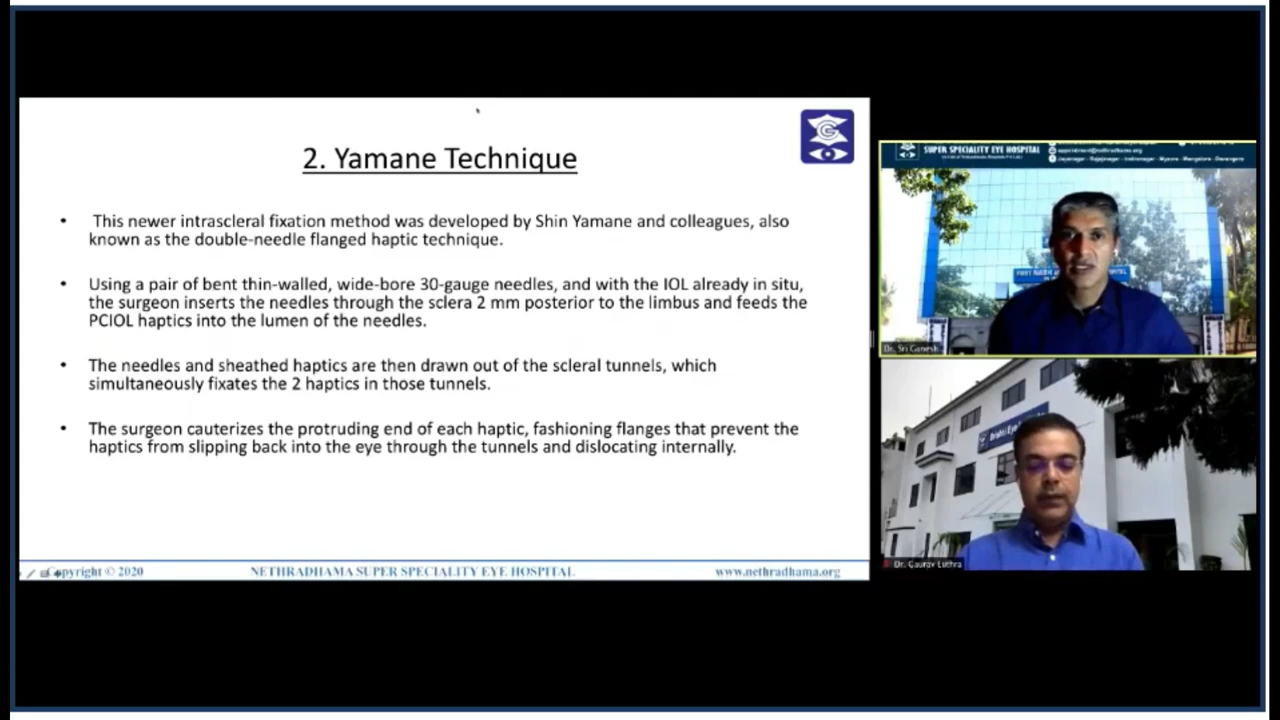 2. Yamane Technique
• This newer intrascleral fixation method was developed by Shin Yamane and colleagues, also
known as the double-needle flanged haptic technique.
• Using a pair of bent thin-walled, wide-bore 30-gauge needles, and with the IOL already in situ,
the surgeon inserts the needles through the sclera 2 mm posterior to the limbus and feeds the
PCIOL haptics into the lumen of the needles.
• The needles and sheathed haptics are then drawn out of the scleral tunnels, which
simultaneously fixates the 2 haptics in those tunnels.
• The surgeon cauterizes the protruding end of each haptic, fashioning flanges that prevent the
haptics from slipping back into the eye through the tunnels and dislocating internally.
Copyright © 2020
NETHRADHAMA SUPER SPECIALITY EYE HOSPITAL
www.nethradhama.org
SUPER SPECIALITY EYE HOSPITAL
Dr. Sri Ganesh
Dr. Gaurav Luthra